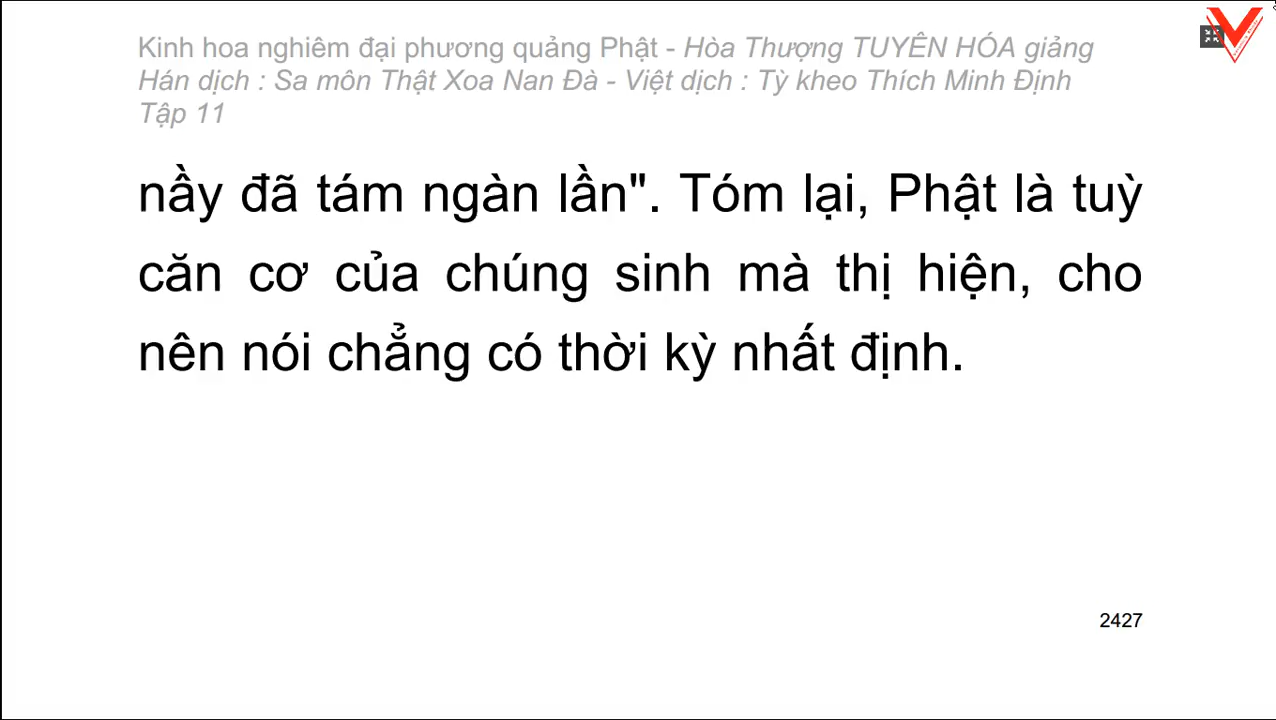 Kinh hoa nghiêm đại phương quảng Phật - Hòa Thượng TUYÊN HÓA giảng
Hán dịch : Sa môn Thật Xoa Nan Đà - Việt dịch : Tỳ kheo Thích Minh Định
Tập 11
nầy đã tám ngàn lần". Tóm lại, Phật là tuỳ
căn cơ của chúng sinh mà thị hiện, cho
nên nói chẳng có thời kỳ nhất định.
2427